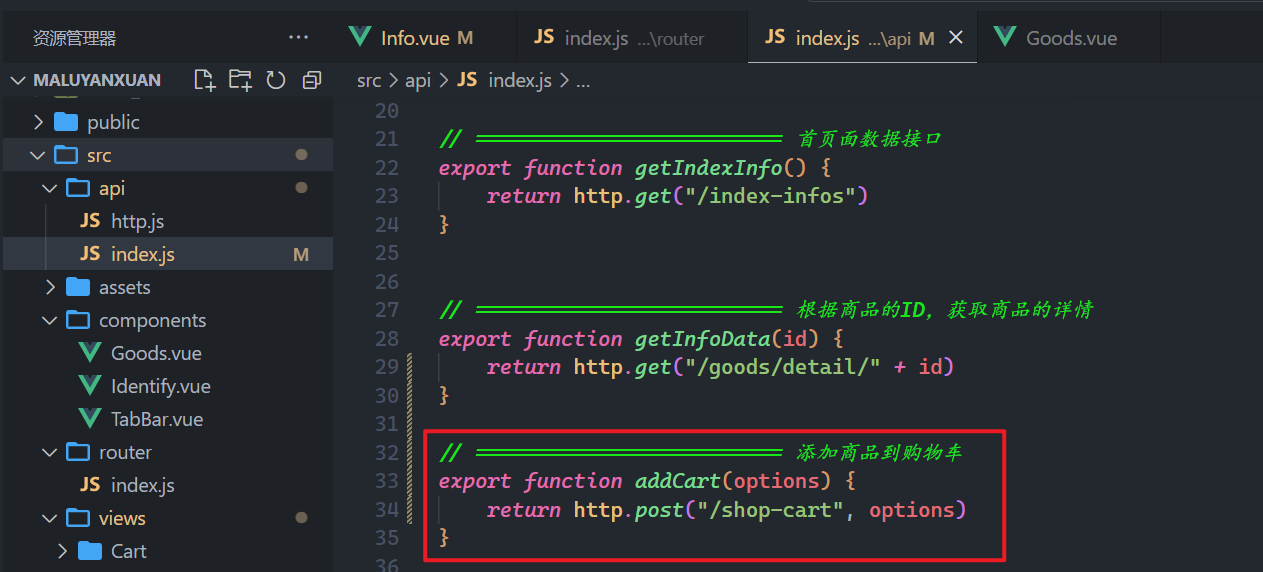 资源管理器 ···
Info.vue M
JS index.js ...\router
JS index.js ...\api M
Goods.vue
MALUYANXUAN
public
src
api
JS http.js
JS index.js M
assets
components
Goods.vue
Identify.vue
TabBar.vue
router
JS index.js
views
Cart
src > api > JS index.js > ...
20
21 // ========================== 首页面数据接口
22 export function getIndexInfo() {
23 return http.get("/index-infos")
24 }
25
26
27 // ========================== 根据商品的ID，获取商品的详情
28 export function getInfoData(id) {
29 return http.get("/goods/detail/" + id)
30 }
31
32 // ========================== 添加商品到购物车
33 export function addCart(options) {
34 return http.post("/shop-cart", options)
35 }
36